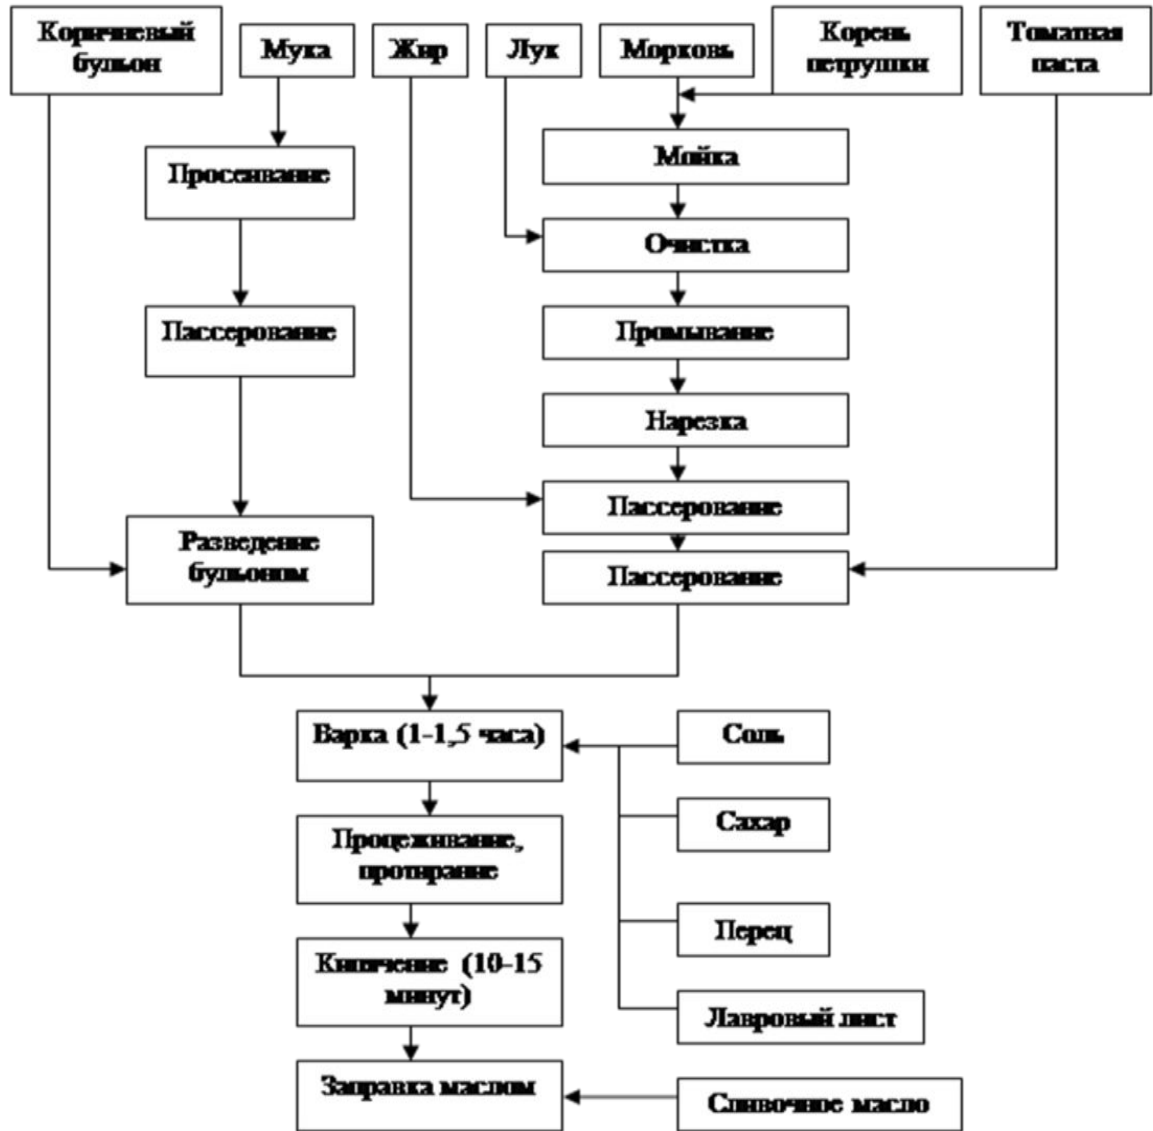 Коричневый
бульон
Мука
Жир
Лук
Морковь
Корень
петрушки
Томатная
паста
Мойка
Просеивание
Очистка
Пассерование
Промывание
Нарезка
Пассерование
Разведение
бульоном
Пассерование
Варка (1-1,5 часа)
Соль
Сахар
Процеживание,
протирание
Перец
Кипячение (10-15
минут)
Лавровый лист
Заправка маслом
Сливочное масло